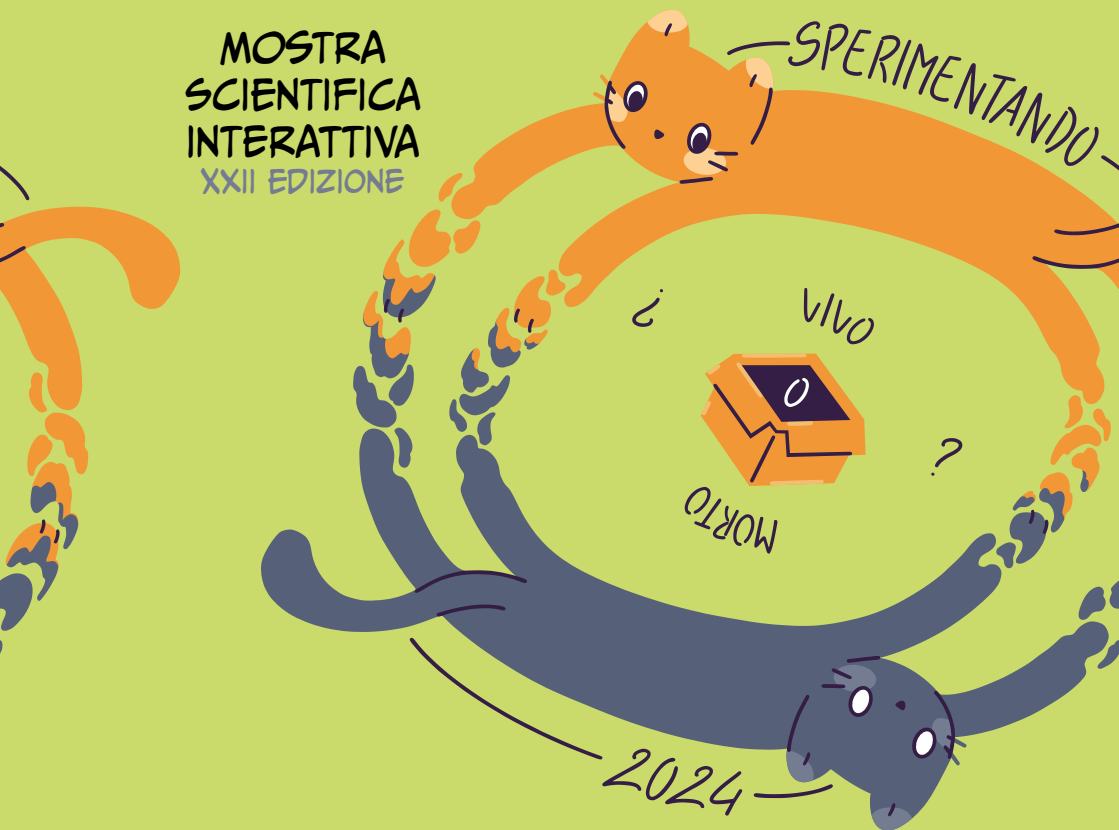 MOSTRA
SCIENTIFICA
INTERATTIVA
XXII EDIZIONE
SPERIMENTANDO
¿
VIVO
O
?
MORTO
2024